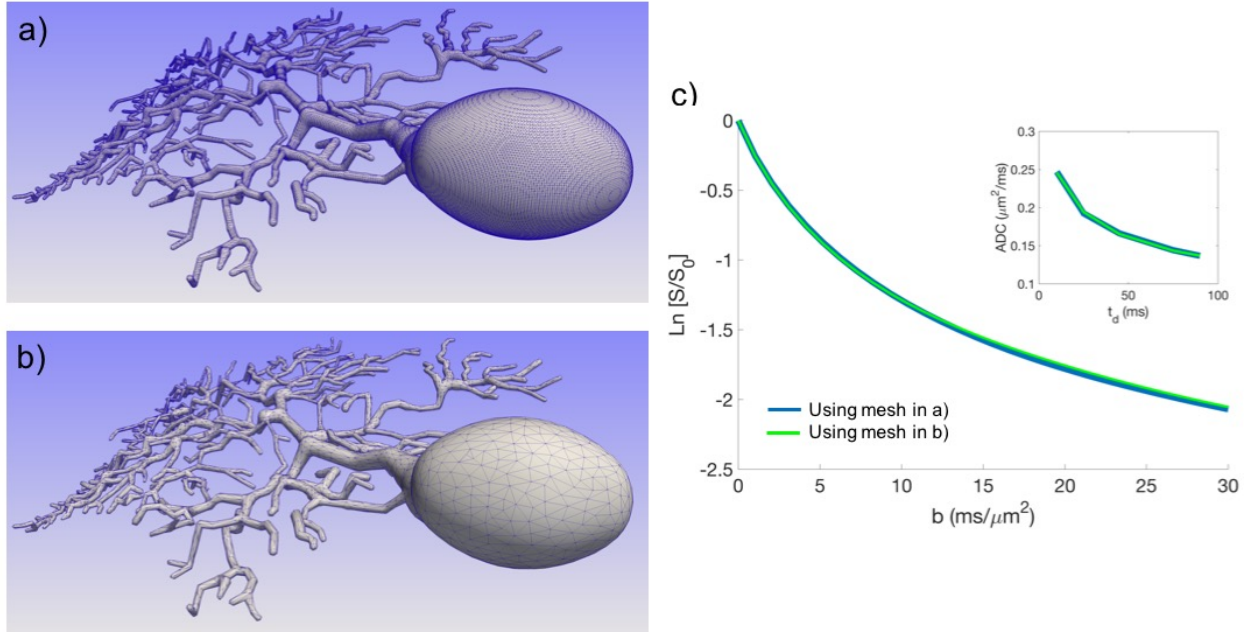 a)
b)
c)
0
-0.5
-1
-1.5
-2
-2.5
Ln [S/S0]
0
5
10
15
20
25
30
b (ms/μm2)
Using mesh in a)
Using mesh in b)
0.3
0.25
0.2
0.15
0.1
ADC (μm2/ms)
0
50
100
td (ms)